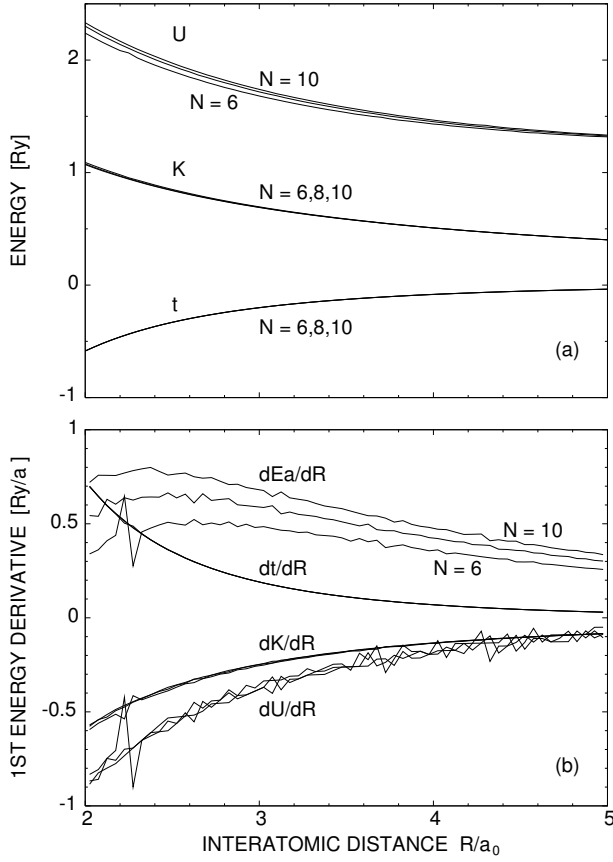 2
U
N = 10
N = 6
K
1
N = 6,8,10
0
t
N = 6,8,10
(a)
-1
ENERGY [Ry]
1
dEa/dR
N = 10
0.5
N = 6
dt/dR
0
dK/dR
-0.5
dU/dR
(b)
-1
2 3 4 5
1ST ENERGY DERIVATIVE [Ry/a ]
INTERATOMIC DISTANCE R/a0